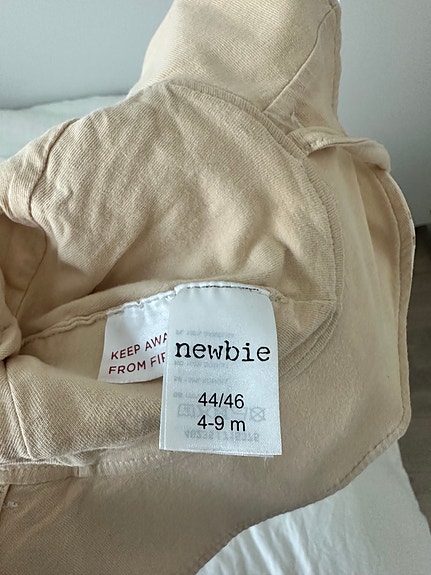 KEEP AWA
FROM FIR
newbie
44/46
4-9 m